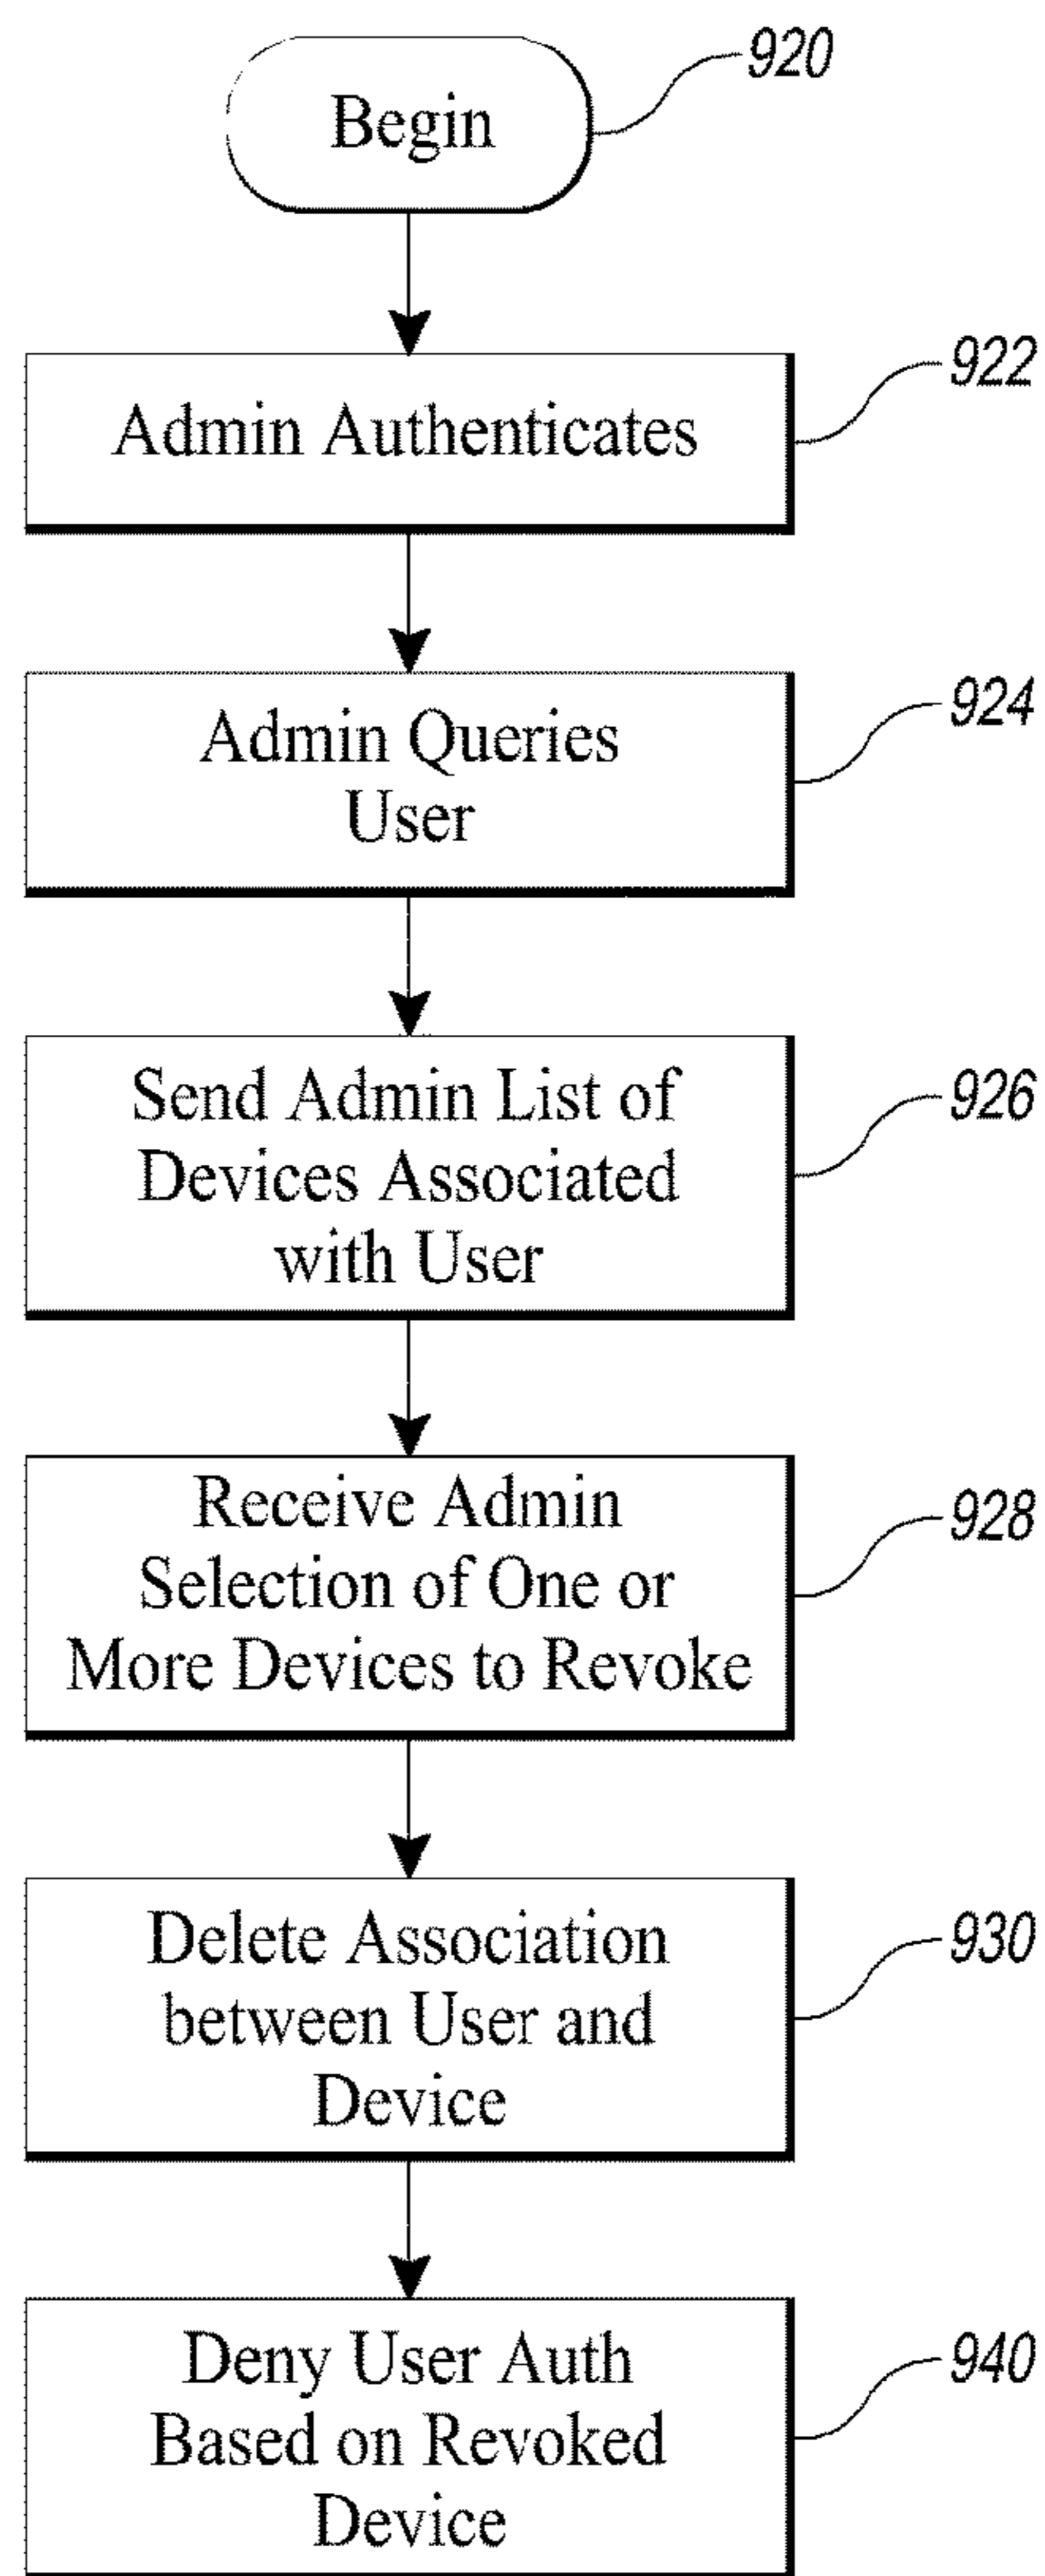 Begin
920
Admin Authenticates
922
Admin Queries
User
924
Send Admin List of
Devices Associated
with User
926
Receive Admin
Selection of One or
More Devices to Revoke
928
Delete Association
between User and
Device
930
Deny User Auth
Based on Revoked
Device
940